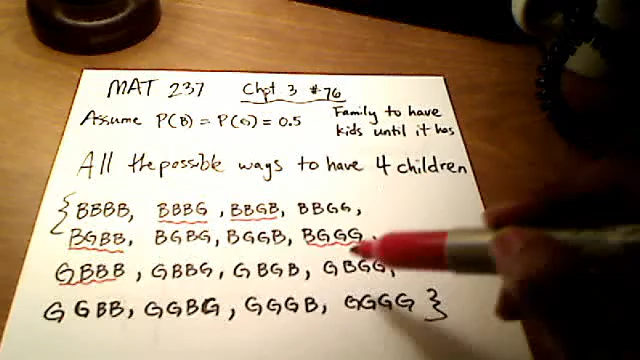 MAT 237 Chpt 3 #76
Assume P(B) = P(G) = 0.5 Family to have
kids until it has
All the possible ways to have 4 children
{BBBB, BBBG, BBGB, BBGG,
BGBB, BGBG, BGGB, BGGG,
GBBB, GBBG, GBGB, GBGG,
GGBB, GGBG, GGGB, GGGG}